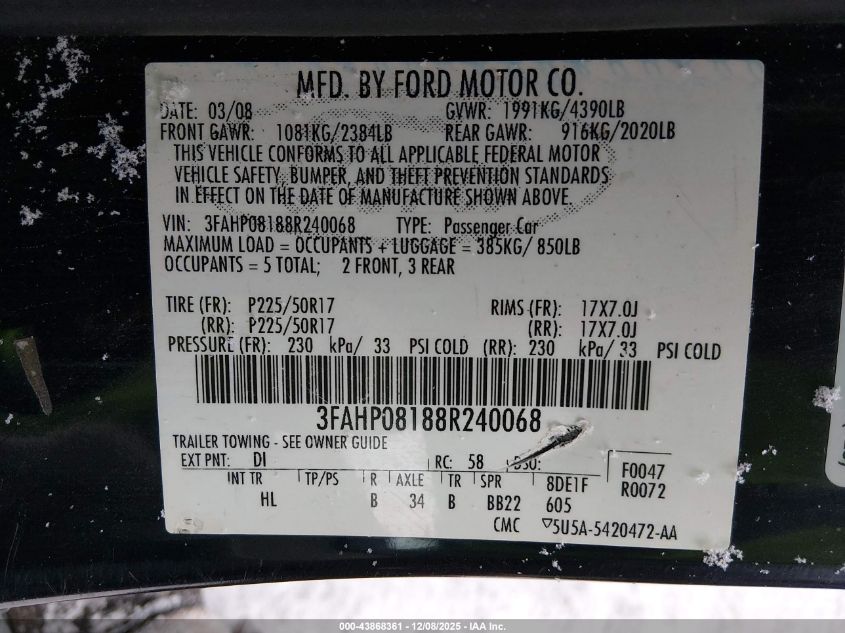 MFD. BY FORD MOTOR CO.
DATE: 03/08 GVWR: 1991KG/4390LB
FRONT GAWR: 1081KG/2384LB REAR GAWR: 916KG/2020LB
THIS VEHICLE CONFORMS TO ALL APPLICABLE FEDERAL MOTOR
VEHICLE SAFETY, BUMPER, AND THEFT PREVENTION STANDARDS
IN EFFECT ON THE DATE OF MANUFACTURE SHOWN ABOVE.
VIN: 3FAHP08188R240068 TYPE: Passenger Car
MAXIMUM LOAD = OCCUPANTS + LUGGAGE = 385KG/ 850LB
OCCUPANTS = 5 TOTAL; 2 FRONT, 3 REAR
TIRE (FR): P225/50R17 RIMS (FR): 17X7.0J
(RR): P225/50R17 (RR): 17X7.0J
PRESSURE (FR): 230 kPa/ 33 PSI COLD (RR): 230 kPa/ 33 PSI COLD
3FAHP08188R240068
TRAILER TOWING - SEE OWNER GUIDE
EXT PNT: DI RC: 58 DSO: F0047
INT TR TP/PS R AXLE TR SPR 8DE1F R0072
HL B 34 B BB22 605
CMC ▽5U5A-5420472-AA
000-43868361 - 12/08/2025 - IAA Inc.